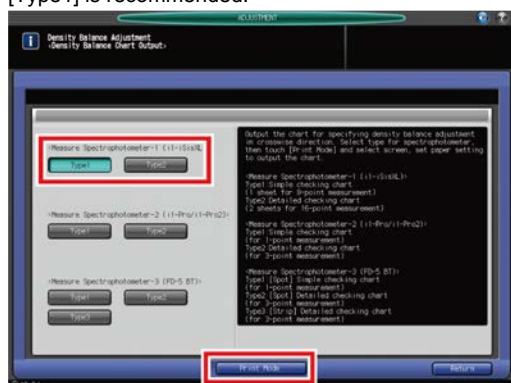 [Type1] is recommended.
ADJUSTMENT
Density Balance Adjustment
<Density Balance Chart Output>
<Measure Spectrophotometer-1 (i1-iSisXL
Type1
Type2
<Measure Spectrophotometer-2 (i1-Pro/i1-Pro2)>
Type1
Type2
<Measure Spectrophotometer-3 (FD-5 BT)>
Type1
Type2
Type3
Output the chart for specifying density balance adjustment
in crosswise direction. Select type for spectrophotometer,
then touch [Print Mode] and select screen, set paper setting
to output the chart.
<Measure Spectrophotometer-1 (i1-iSisXL)>
Type1 Simple checking chart
(1 sheet for 9-point measurement)
Type2 Detailed checking chart
(2 sheets for 16-point measurement)
<Measure Spectrophotometer-2 (i1-Pro/i1-Pro2)>
Type1 Simple checking chart
(for 1-point measurement)
Type2 Detailed checking chart
(for 3-point measurement)
<Measure Spectrophotometer-3 (FD-5 BT)>
Type1 [Spot] Simple checking chart
(for 1-point measurement)
Type2 [Spot] Detailed checking chart
(for 3-point measurement)
Type3 [Strip] Detailed checking chart
(for 3-point measurement)
Print Mode
Return